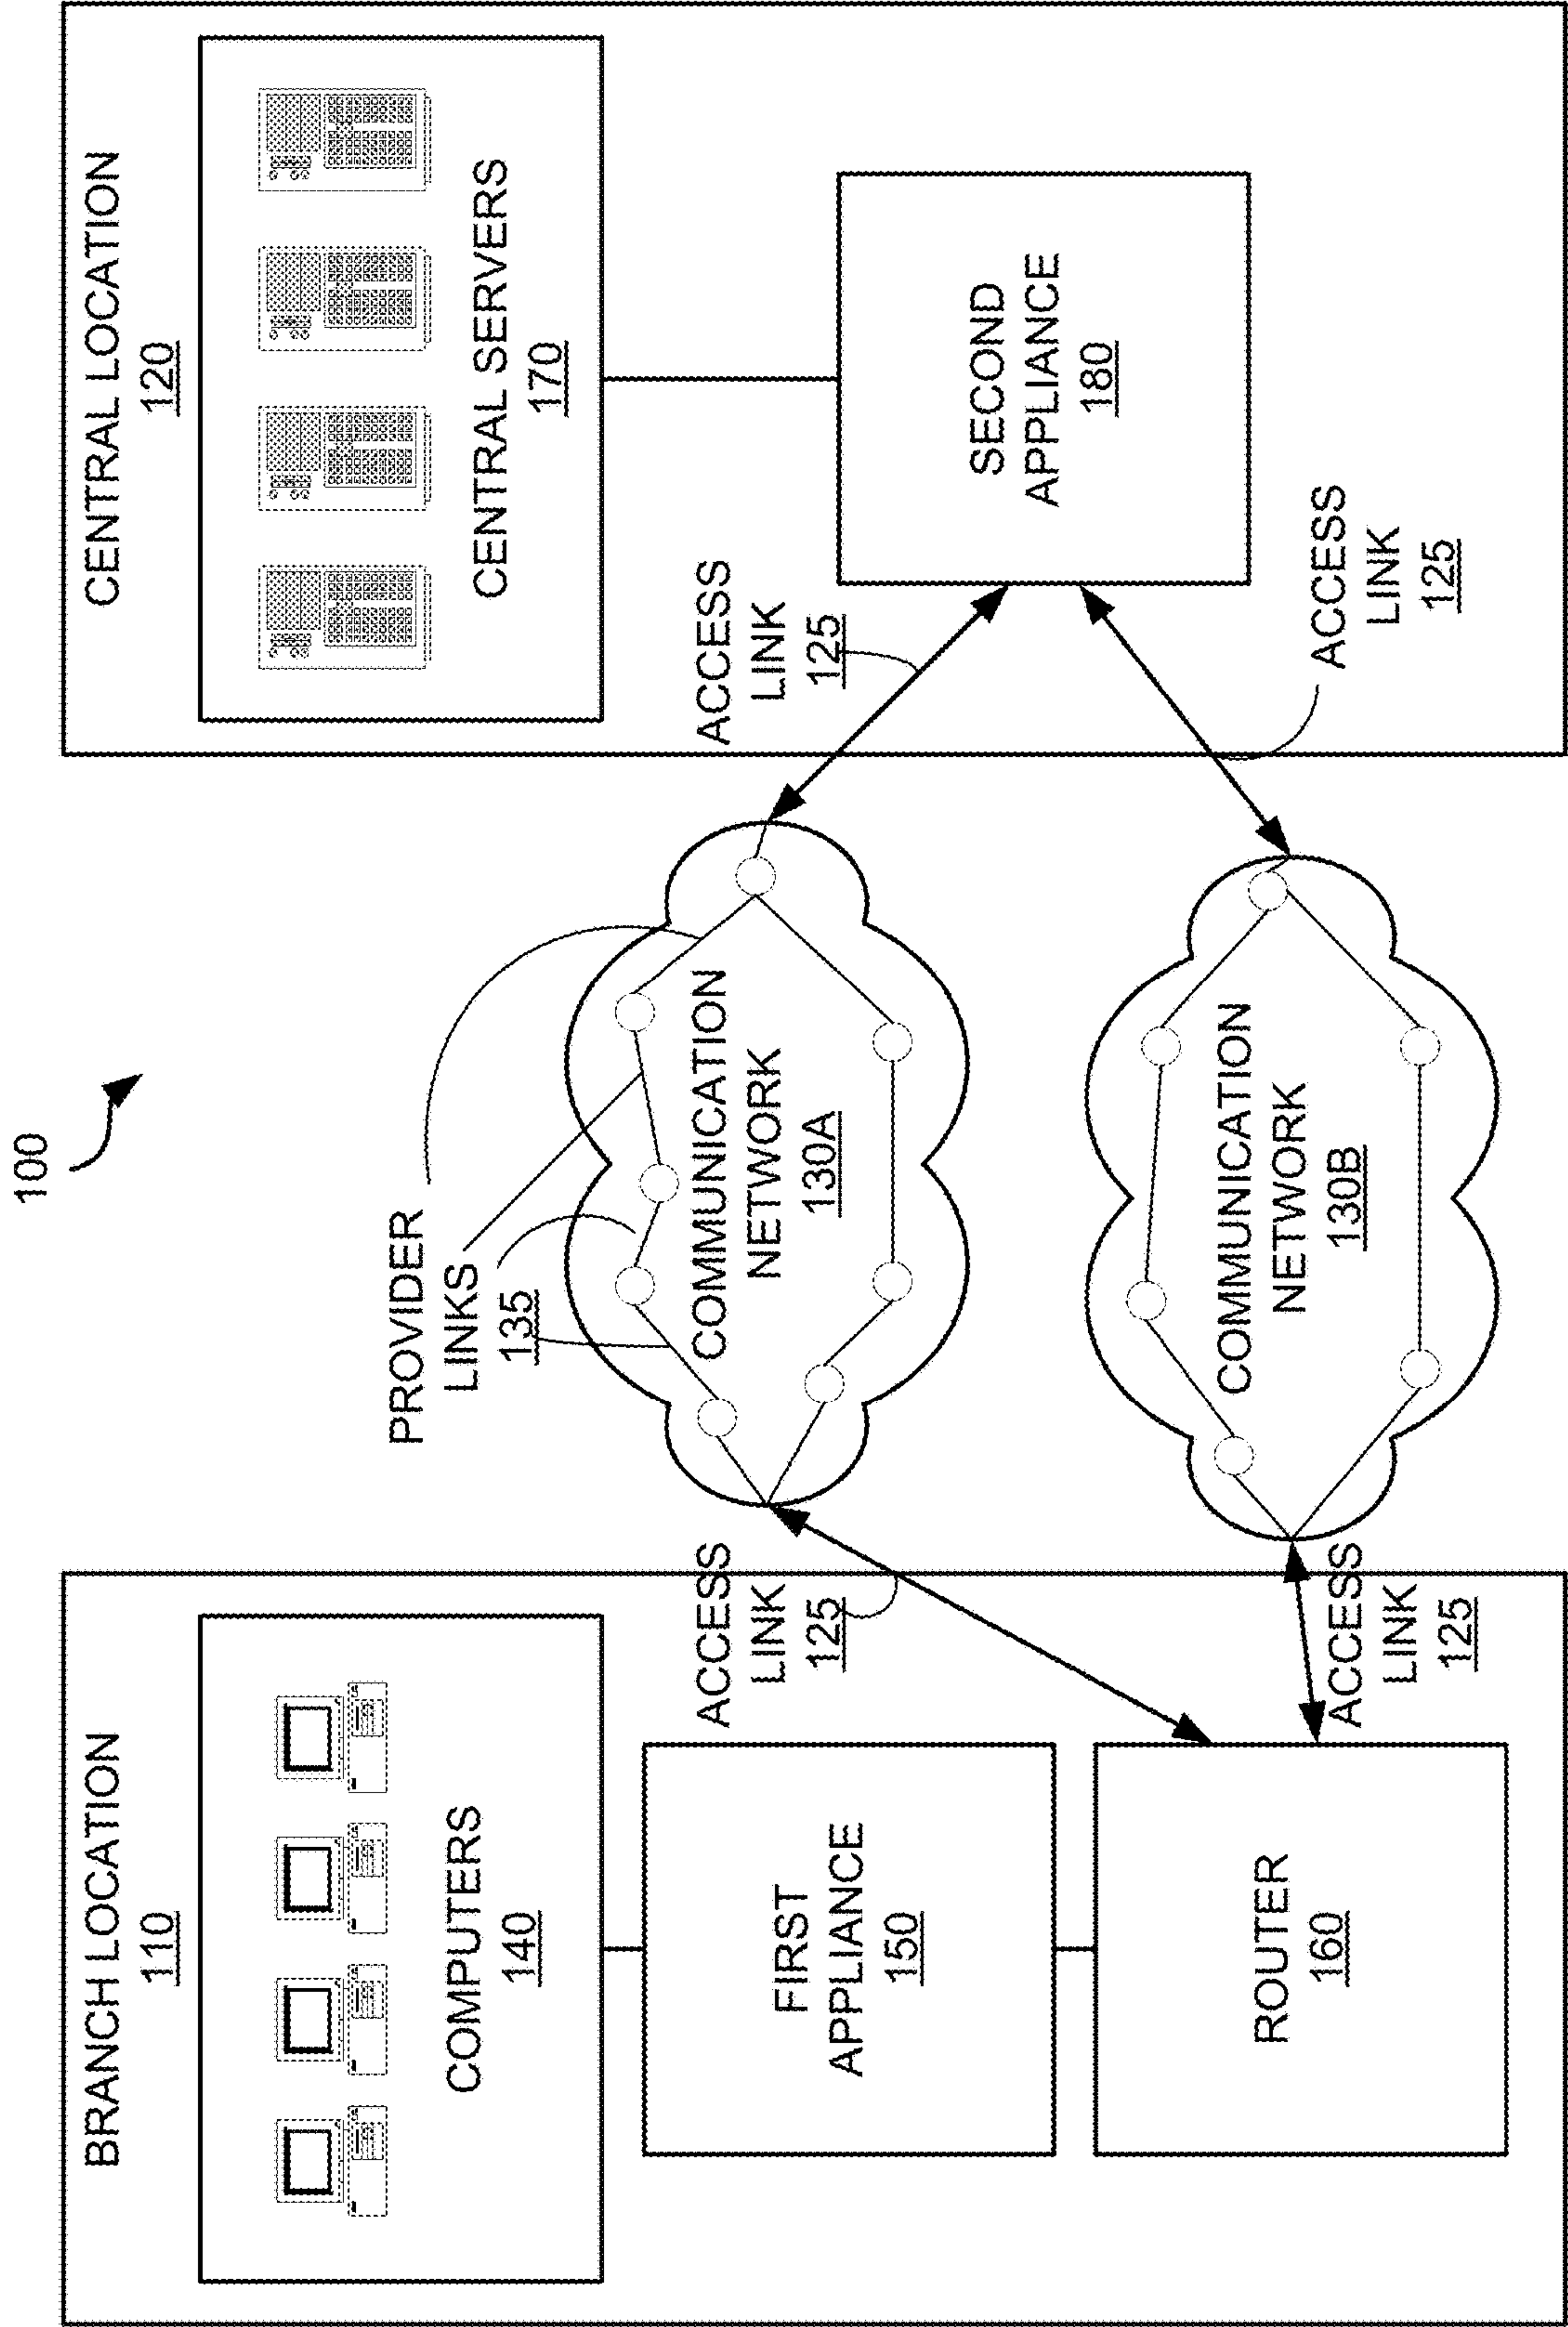 100
BRANCH LOCATION
110
COMPUTERS
140
FIRST
APPLIANCE
150
ROUTER
160
ACCESS
LINK
125
ACCESS
LINK
125
PROVIDER
LINKS
135
COMMUNICATION
NETWORK
130A
COMMUNICATION
NETWORK
130B
CENTRAL LOCATION
120
CENTRAL SERVERS
170
ACCESS
LINK
125
SECOND
APPLIANCE
180
ACCESS
LINK
125